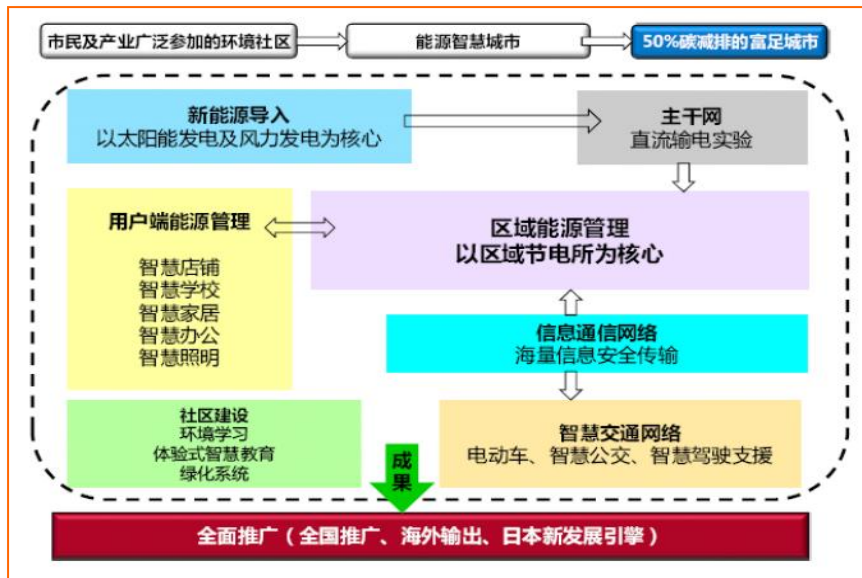 市民及产业广泛参加的环境社区
能源智慧城市
50%碳减排的富足城市
新能源导入
以太阳能发电及风力发电为核心
主干网
直流输电实验
用户端能源管理
智慧店铺
智慧学校
智慧家居
智慧办公
智慧照明
区域能源管理
以区域节电所为核心
信息通信网络
海量信息安全传输
社区建设
环境学习
体验式智慧教育
绿化系统
智慧交通网络
电动车、智慧公交、智慧驾驶支援
成
果
全面推广（全国推广、海外输出、日本新发展引擎）